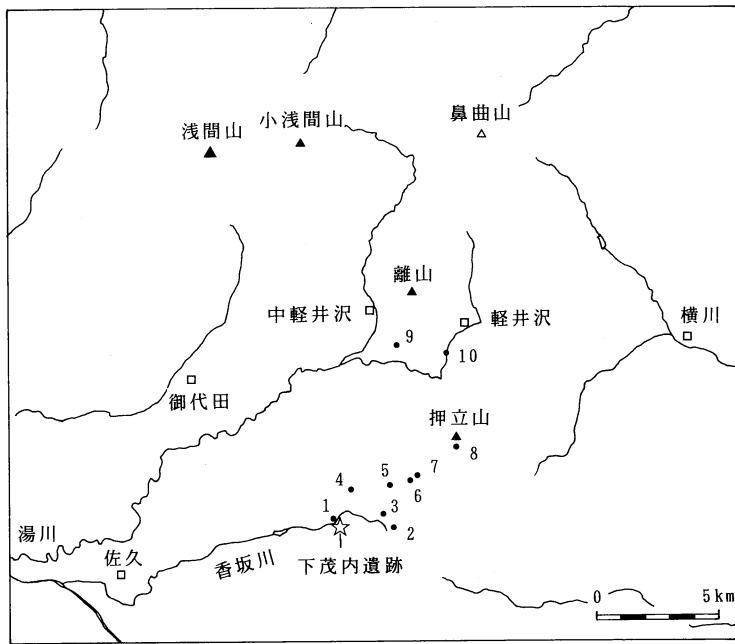 浅間山
小浅間山
鼻曲山
離山
中軽井沢
軽井沢
横川
9
10
御代田
押立山
8
7
6
5
4
3
1
2
湯川
佐久
香坂川
下茂内遺跡
0 5km